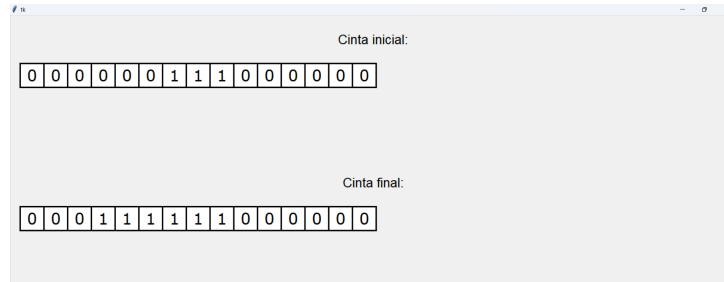 tk
Cinta inicial:
0 0 0 0 0 0 1 1 1 0 0 0 0 0 0
Cinta final:
0 0 0 1 1 1 1 1 1 0 0 0 0 0 0